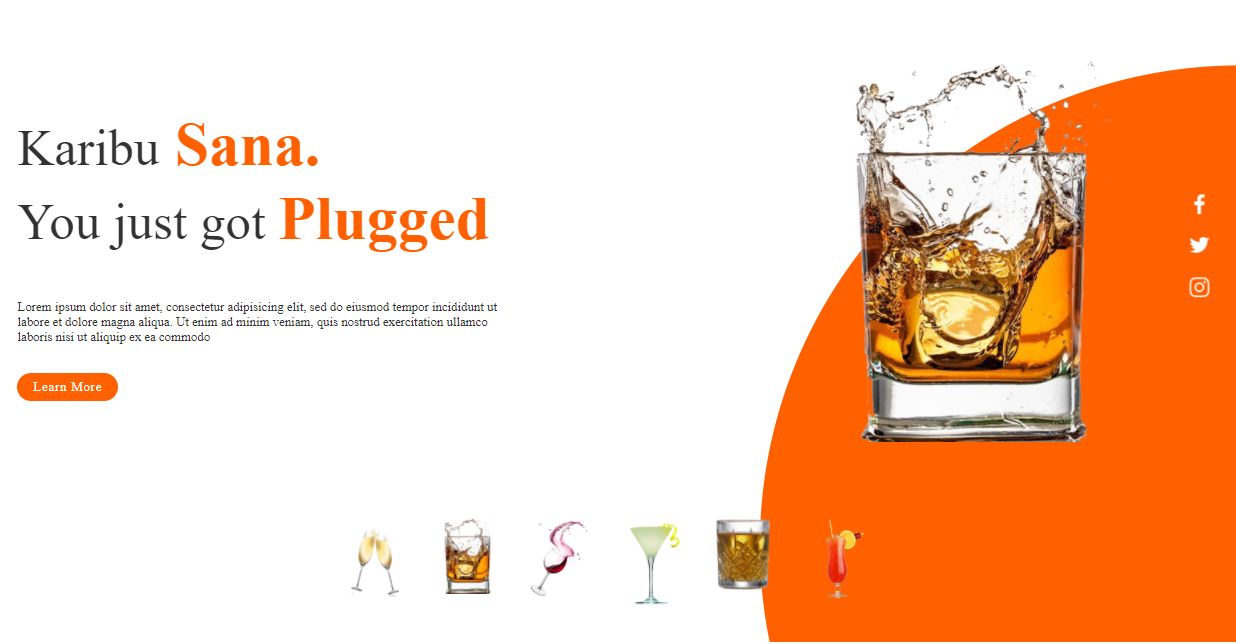 Karibu Sana.
You just got Plugged
Lorem ipsum dolor sit amet, consectetur adipisicing elit, sed do eiusmod tempor incididunt ut
labore et dolore magna aliqua. Ut enim ad minim veniam, quis nostrud exercitation ullamco
laboris nisi ut aliquip ex ea commodo
Learn More